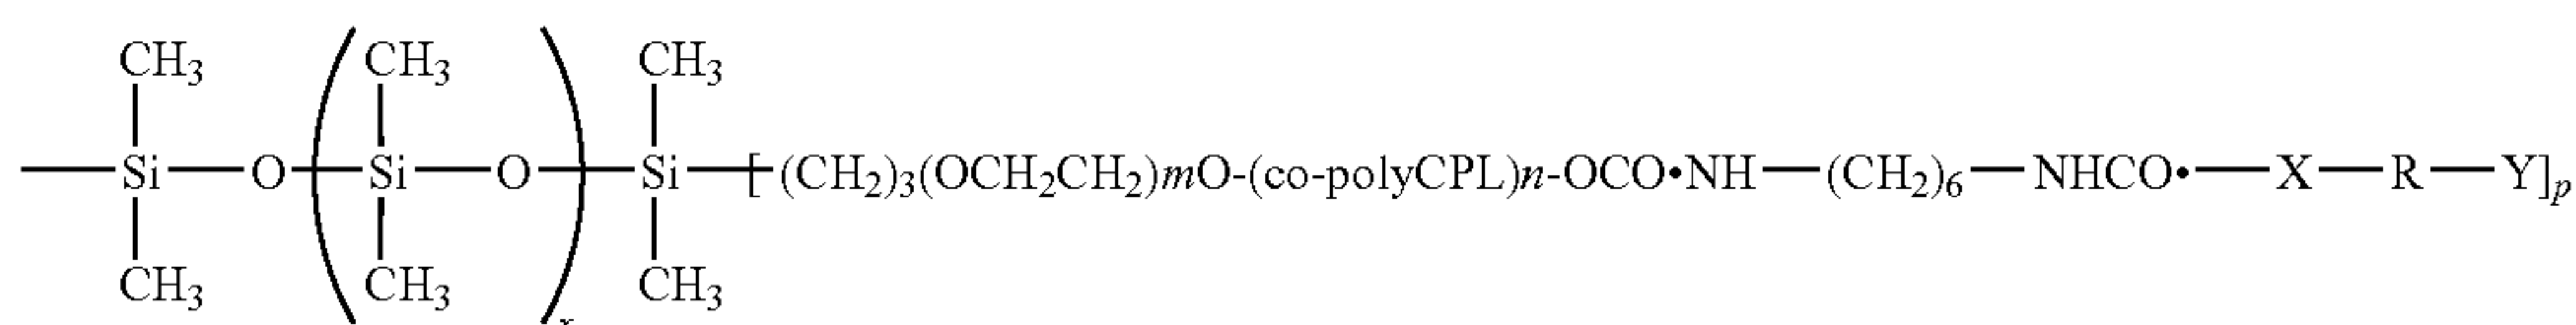 CH₃ CH₃ CH₃
Si—O(Si—O)Si—[(CH₂)₃(OCH₂CH₂)mO-(co-polyCPL)n-OCO•NH—(CH₂)₆—NHCO•—X—R—Y]ₚ
CH₃ CH₃ CH₃